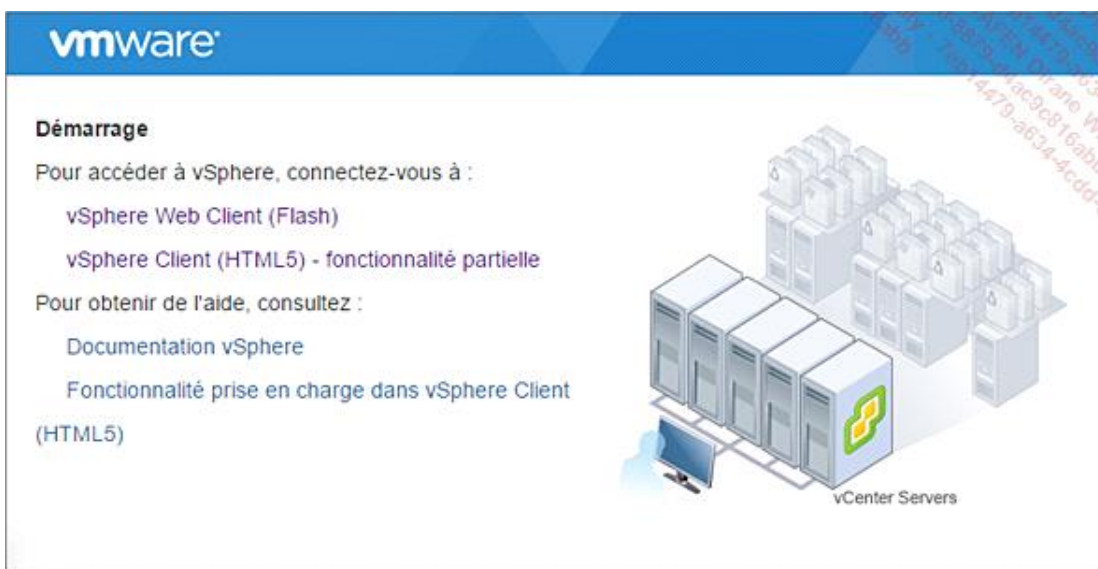 vmware
Démarrage
Pour accéder à vSphere, connectez-vous à :
vSphere Web Client (Flash)
vSphere Client (HTML5) - fonctionnalité partielle
Pour obtenir de l'aide, consultez :
Documentation vSphere
Fonctionnalité prise en charge dans vSphere Client
(HTML5)
vCenter Servers